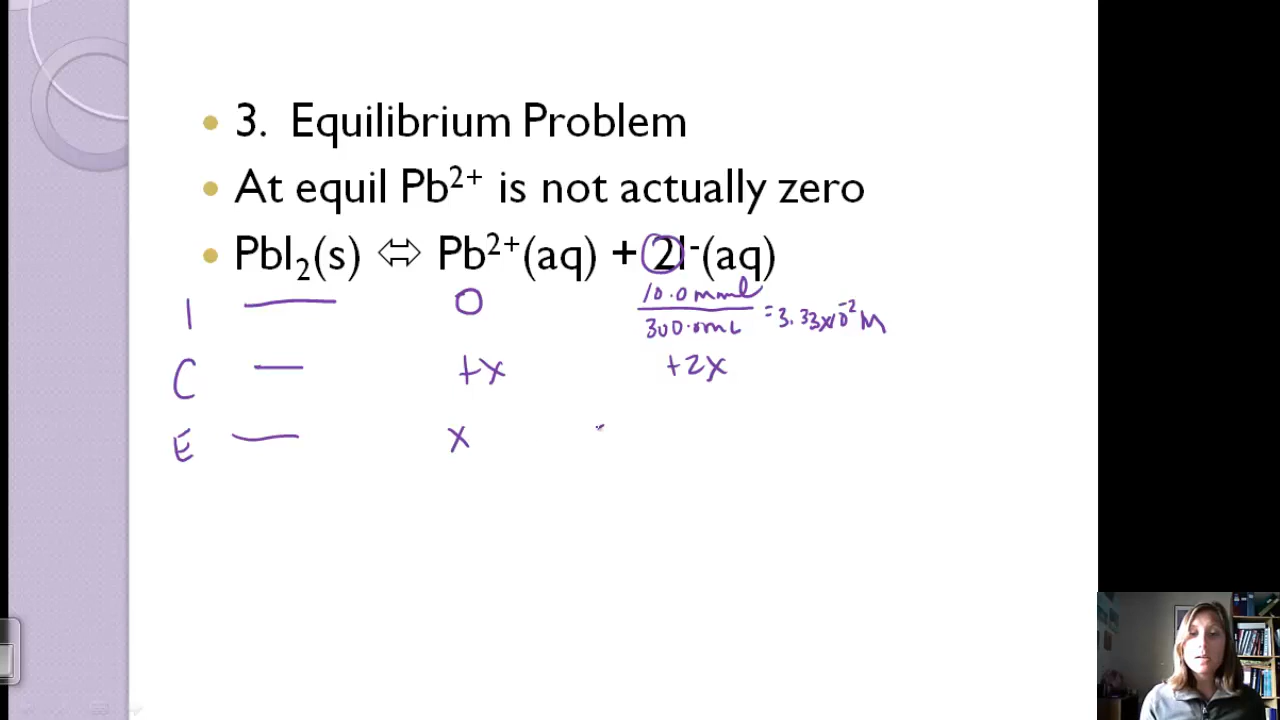 3. Equilibrium Problem
At equil Pb²⁺ is not actually zero
PbI₂(s) ⇔ Pb²⁺(aq) + 2I⁻(aq)
I — 0 10.0 mmol / 300.0mL = 3.33x10⁻² M
C — +x +2x
E — x